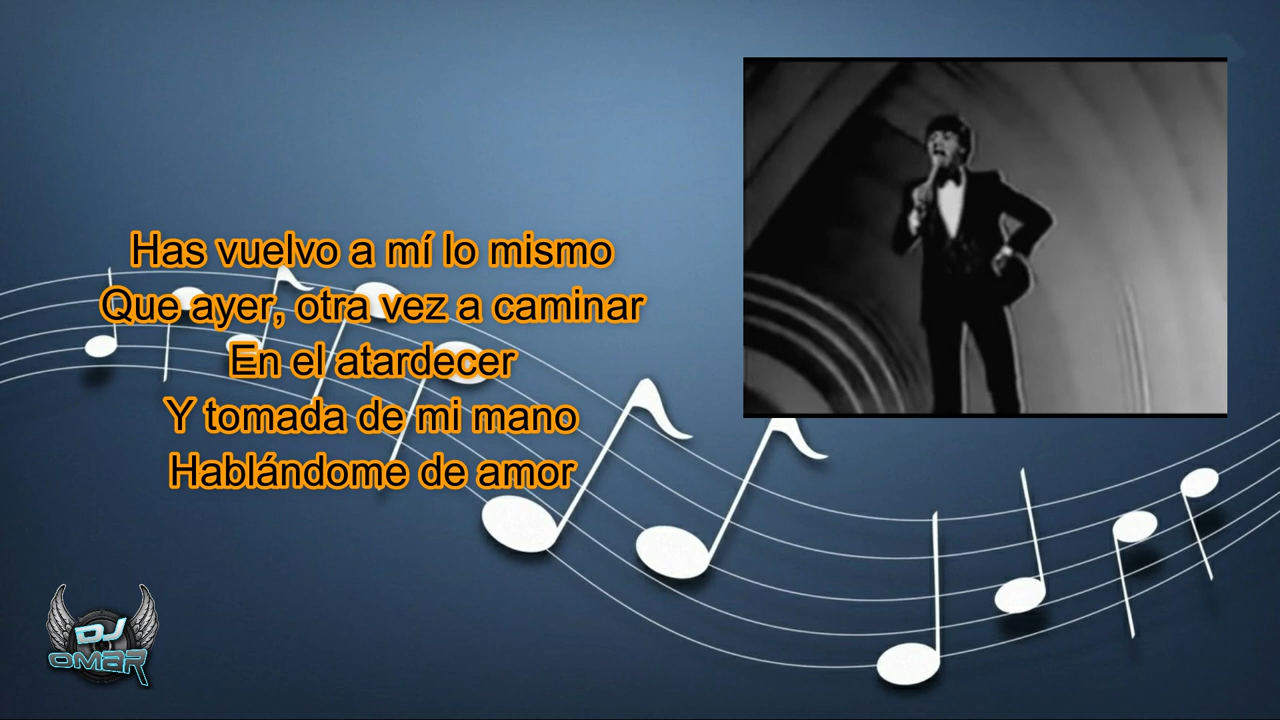 Has vuelvo a mí lo mismo
Que ayer, otra vez a caminar
En el atardecer
Y tomada de mi mano
Hablándome de amor
DJ
OMAR